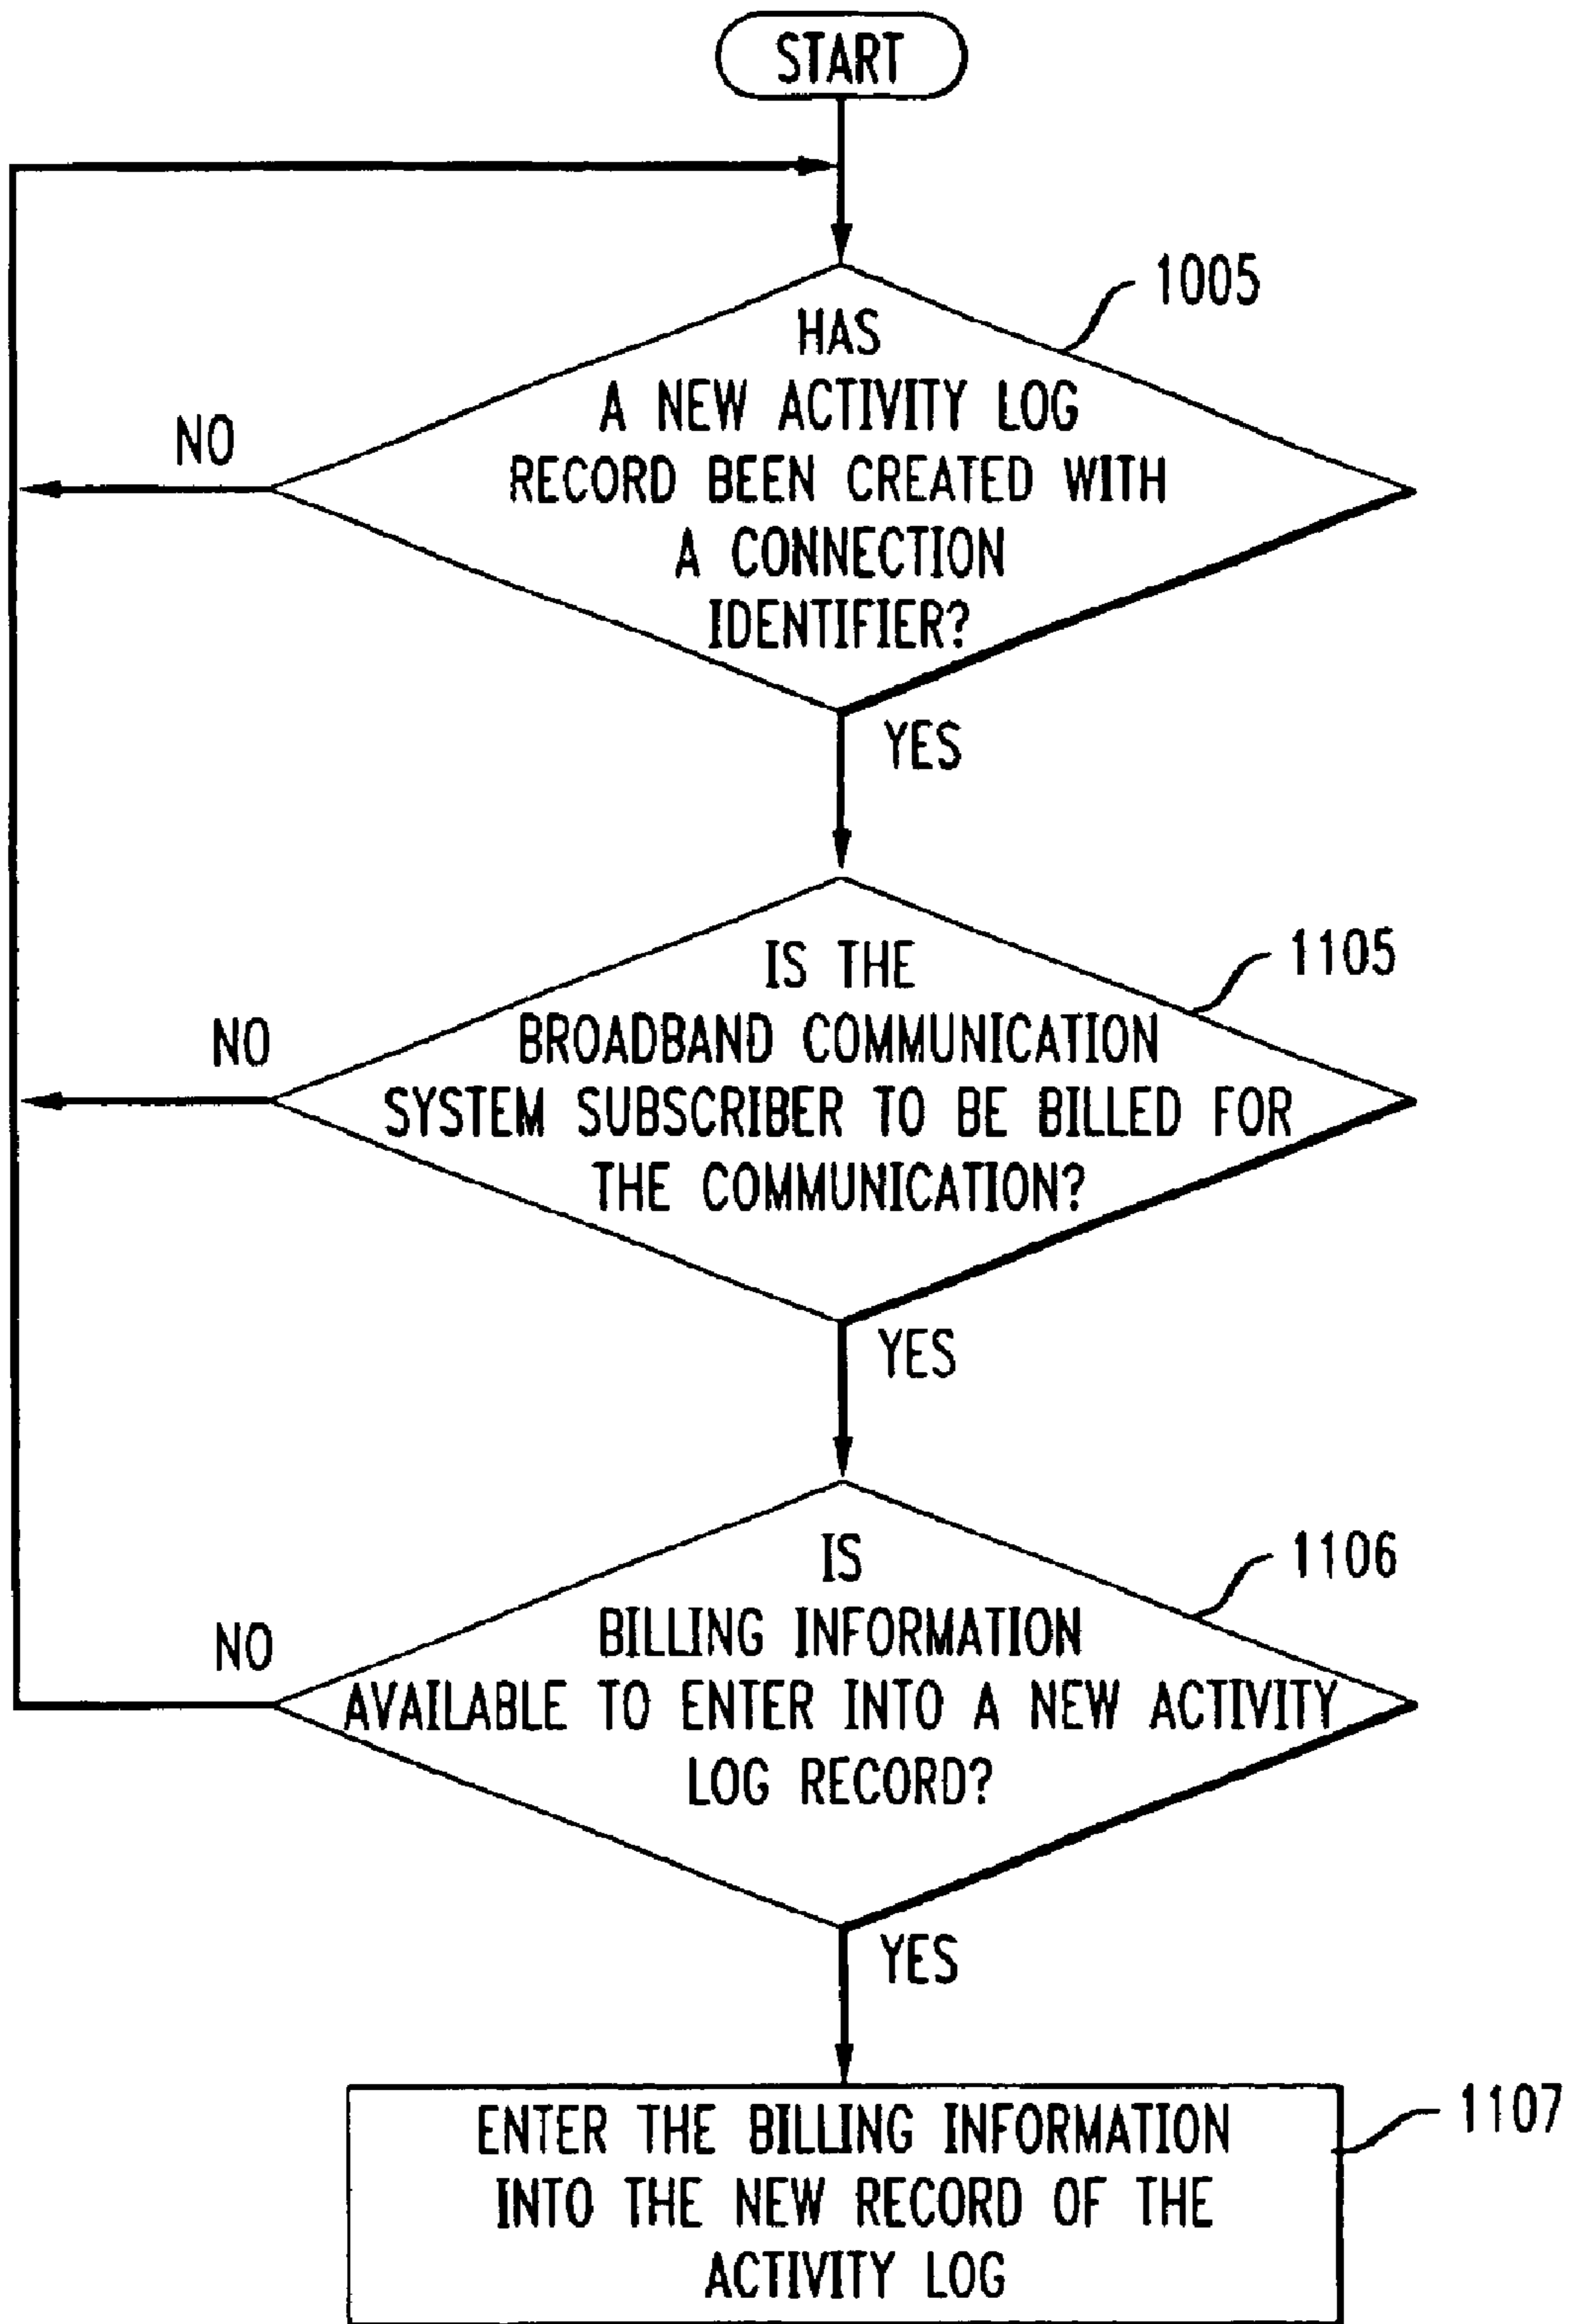 START
1005
HAS
A NEW ACTIVITY LOG
RECORD BEEN CREATED WITH
A CONNECTION
IDENTIFIER?
NO
YES
1105
IS THE
BROADBAND COMMUNICATION
SYSTEM SUBSCRIBER TO BE BILLED FOR
THE COMMUNICATION?
NO
YES
1106
IS
BILLING INFORMATION
AVAILABLE TO ENTER INTO A NEW ACTIVITY
LOG RECORD?
NO
YES
1107
ENTER THE BILLING INFORMATION
INTO THE NEW RECORD OF THE
ACTIVITY LOG